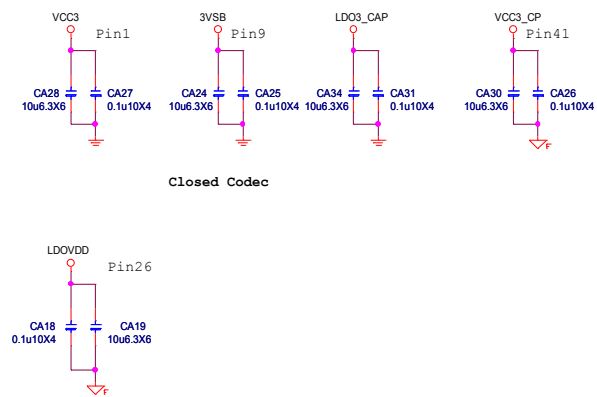 VCC3 3VSB LDO3_CAP VCC3_CP
Pin1 Pin9 Pin41
CA28 CA27 CA24 CA25 CA34 CA31 CA30 CA26
10u6.3X6 0.1u10X4 10u6.3X6 0.1u10X4 10u6.3X6 0.1u10X4 10u6.3X6 0.1u10X4
F
Closed Codec
LDOVDD
Pin26
CA18 CA19
0.1u10X4 10u6.3X6
F